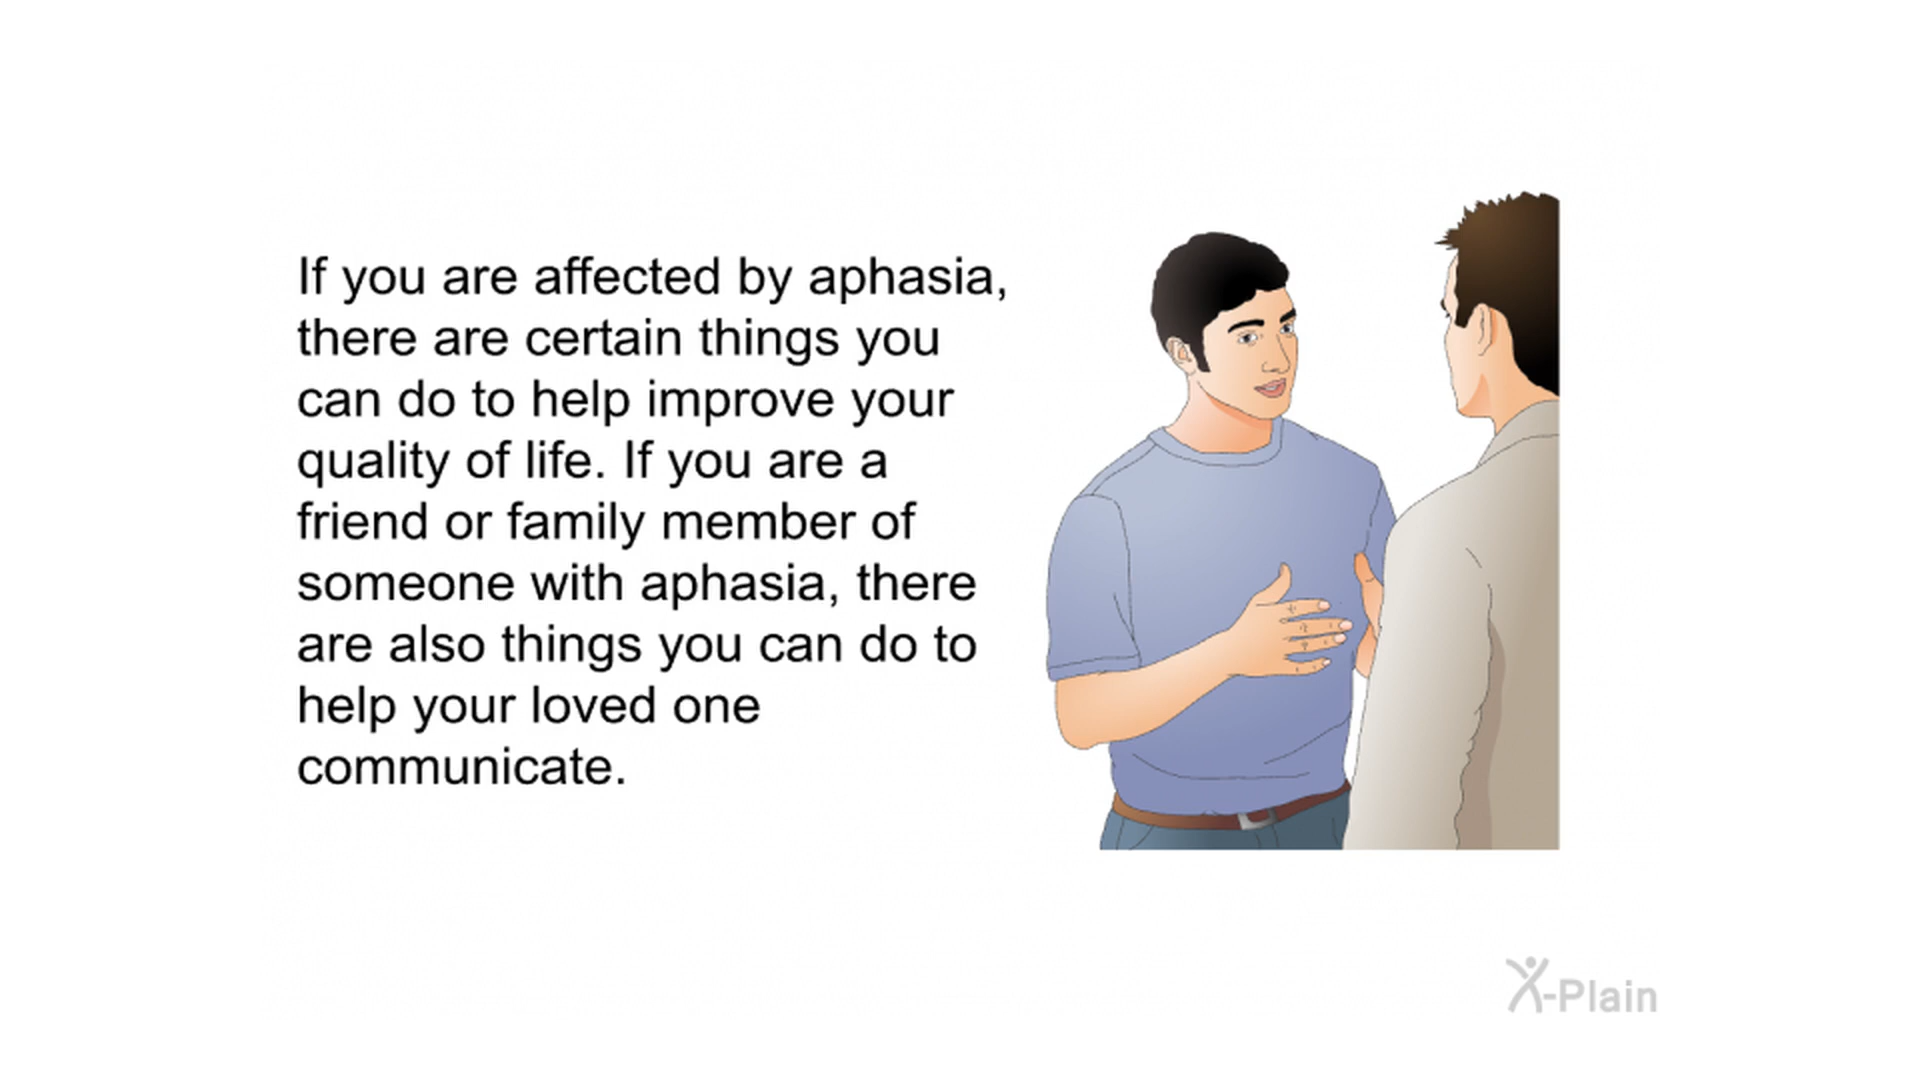 If you are affected by aphasia,
there are certain things you
can do to help improve your
quality of life. If you are a
friend or family member of
someone with aphasia, there
are also things you can do to
help your loved one
communicate.
X-Plain